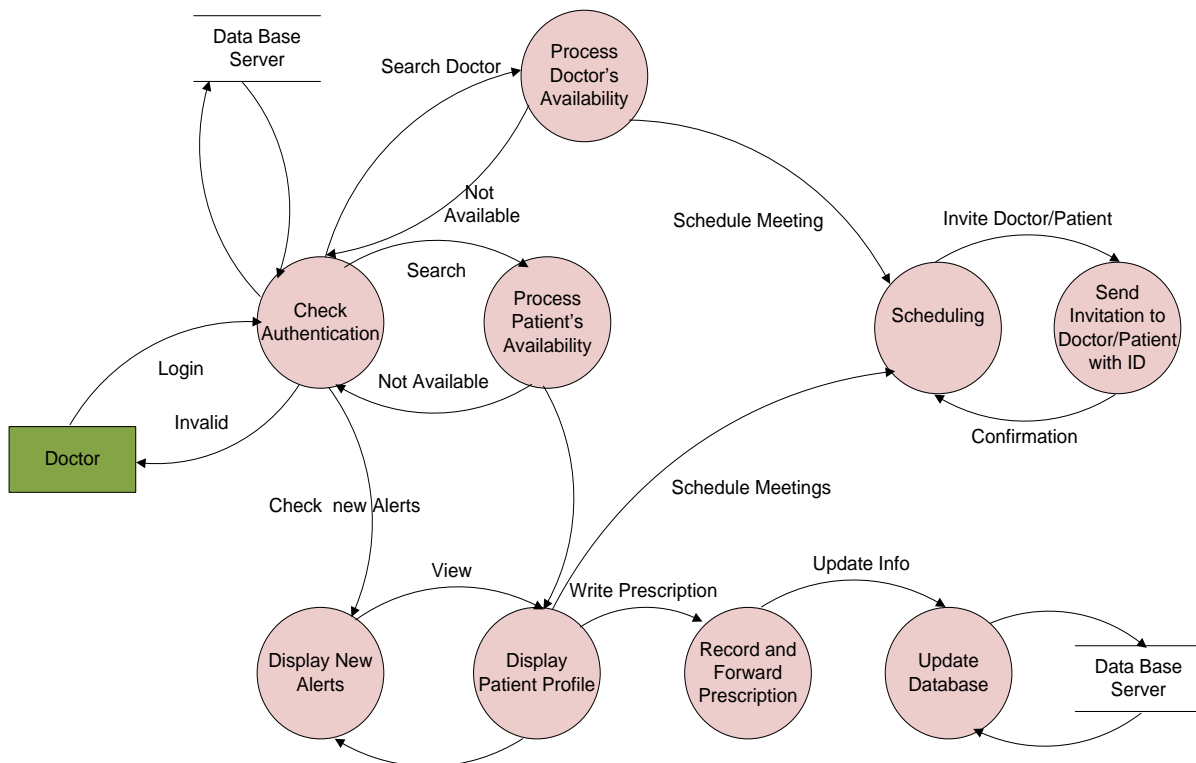 Data Base
Server
Search Doctor
Process
Doctor's
Availability
Not
Available
Schedule Meeting
Invite Doctor/Patient
Search
Check
Authentication
Process
Patient's
Availability
Scheduling
Send
Invitation to
Doctor/Patient
with ID
Login
Not Available
Invalid
Confirmation
Doctor
Check new Alerts
Schedule Meetings
View
Write Prescription
Update Info
Display New
Alerts
Display
Patient Profile
Record and
Forward
Prescription
Update
Database
Data Base
Server